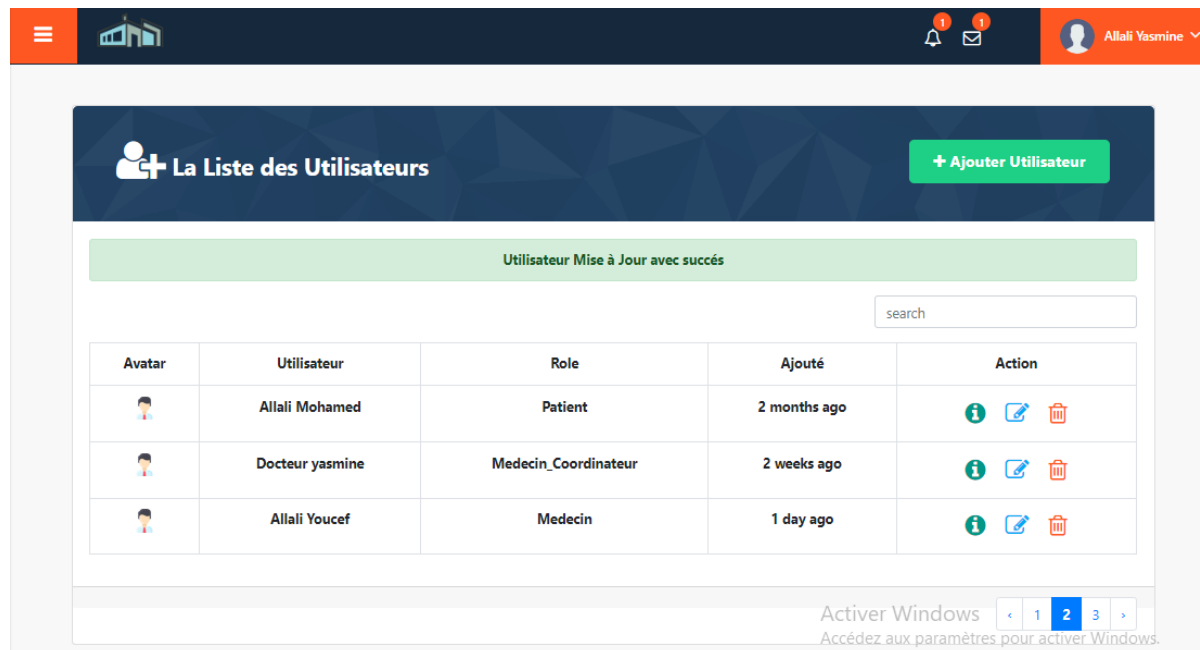 1 1 Allali Yasmine
La Liste des Utilisateurs + Ajouter Utilisateur
Utilisateur Mise à Jour avec succés
search
Avatar Utilisateur Role Ajouté Action
Allali Mohamed Patient 2 months ago
Docteur yasmine Medecin_Coordinateur 2 weeks ago
Allali Youcef Medecin 1 day ago
Activer Windows ‹ 1 2 3 ›
Accédez aux paramètres pour activer Windows.